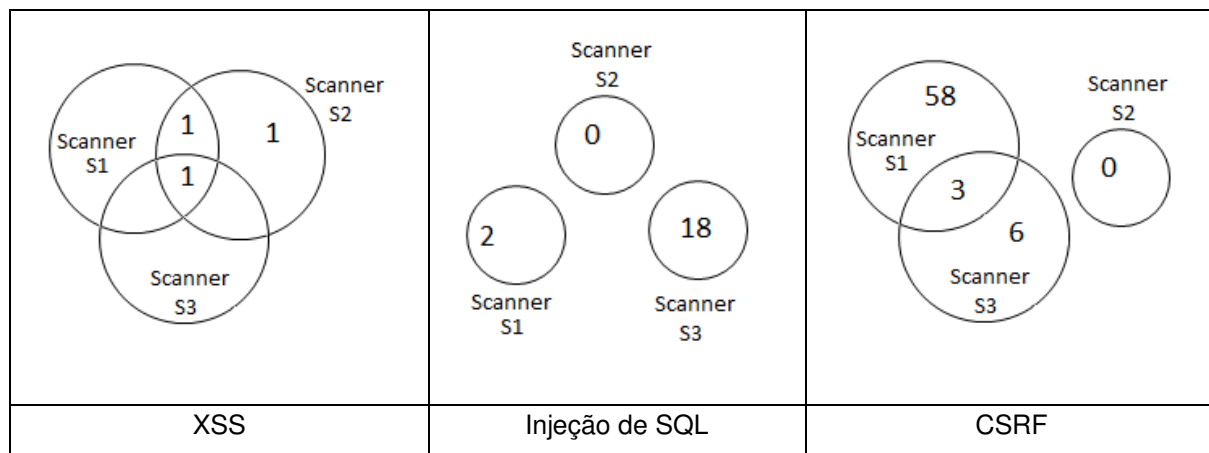 Scanner
S1
1
1
1
Scanner
S2
Scanner
S3
Scanner
S2
0
2
18
Scanner
S1
Scanner
S3
58
Scanner
S1
3
6
Scanner
S3
Scanner
S2
0
XSS
Injeção de SQL
CSRF